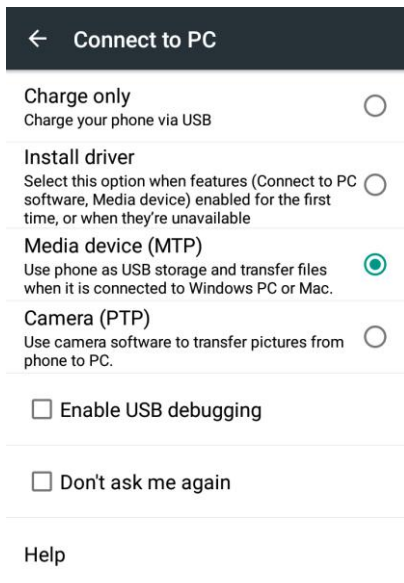 Connect to PC
Charge only
Charge your phone via USB
Install driver
Select this option when features (Connect to PC
software, Media device) enabled for the first
time, or when they're unavailable
Media device (MTP)
Use phone as USB storage and transfer files
when it is connected to Windows PC or Mac.
Camera (PTP)
Use camera software to transfer pictures from
phone to PC.
Enable USB debugging
Don't ask me again
Help